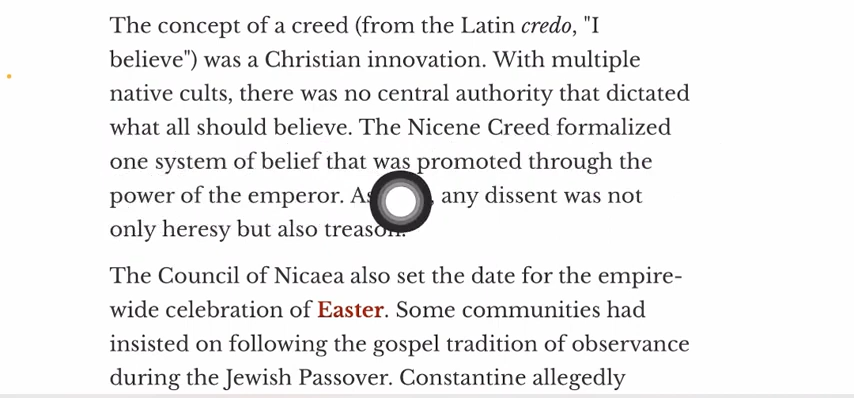 The concept of a creed (from the Latin credo, "I
believe") was a Christian innovation. With multiple
native cults, there was no central authority that dictated
what all should believe. The Nicene Creed formalized
one system of belief that was promoted through the
power of the emperor. As any dissent was not
only heresy but also treason.
The Council of Nicaea also set the date for the empire-
wide celebration of Easter. Some communities had
insisted on following the gospel tradition of observance
during the Jewish Passover. Constantine allegedly